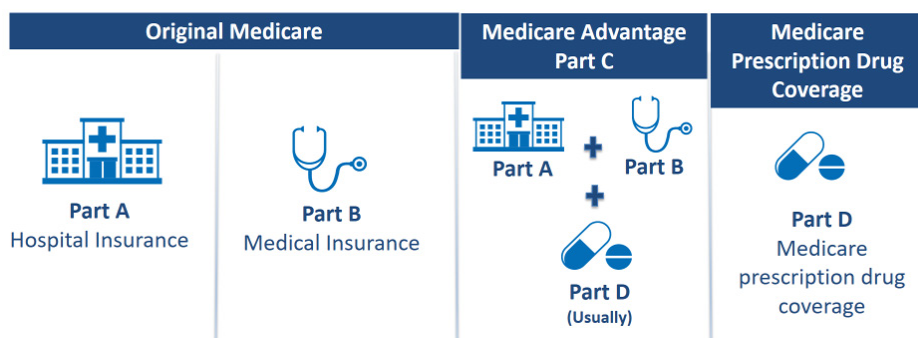 Original Medicare
Part A
Hospital Insurance
Part B
Medical Insurance
Medicare Advantage
Part C
Part A
Part B
Part D
(Usually)
Medicare
Prescription Drug
Coverage
Part D
Medicare
prescription drug
coverage